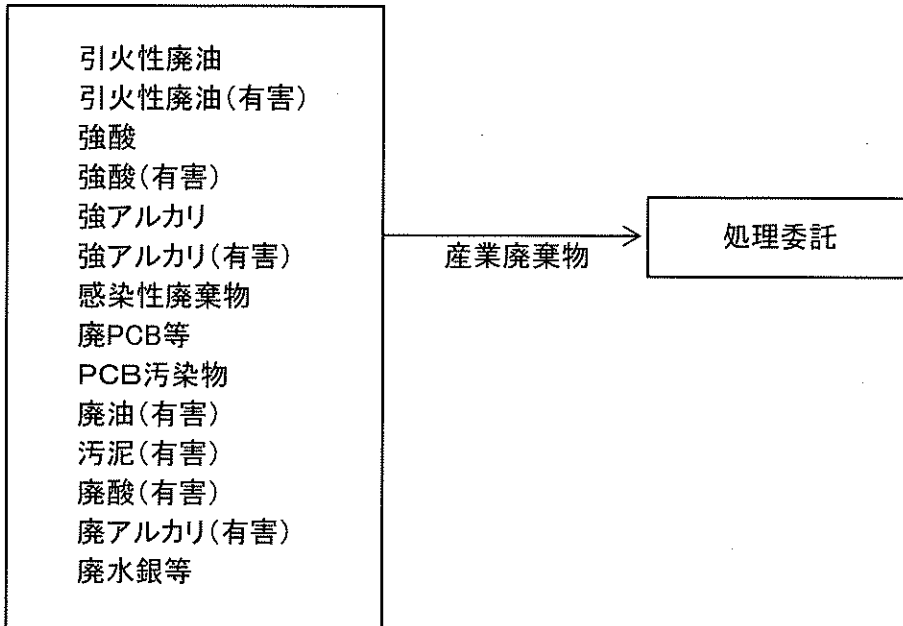 引火性廃油
引火性廃油(有害)
強酸
強酸(有害)
強アルカリ
強アルカリ(有害)
感染性廃棄物
廃PCB等
PCB汚染物
廃油(有害)
汚泥(有害)
廃酸(有害)
廃アルカリ(有害)
廃水銀等
産業廃棄物
処理委託